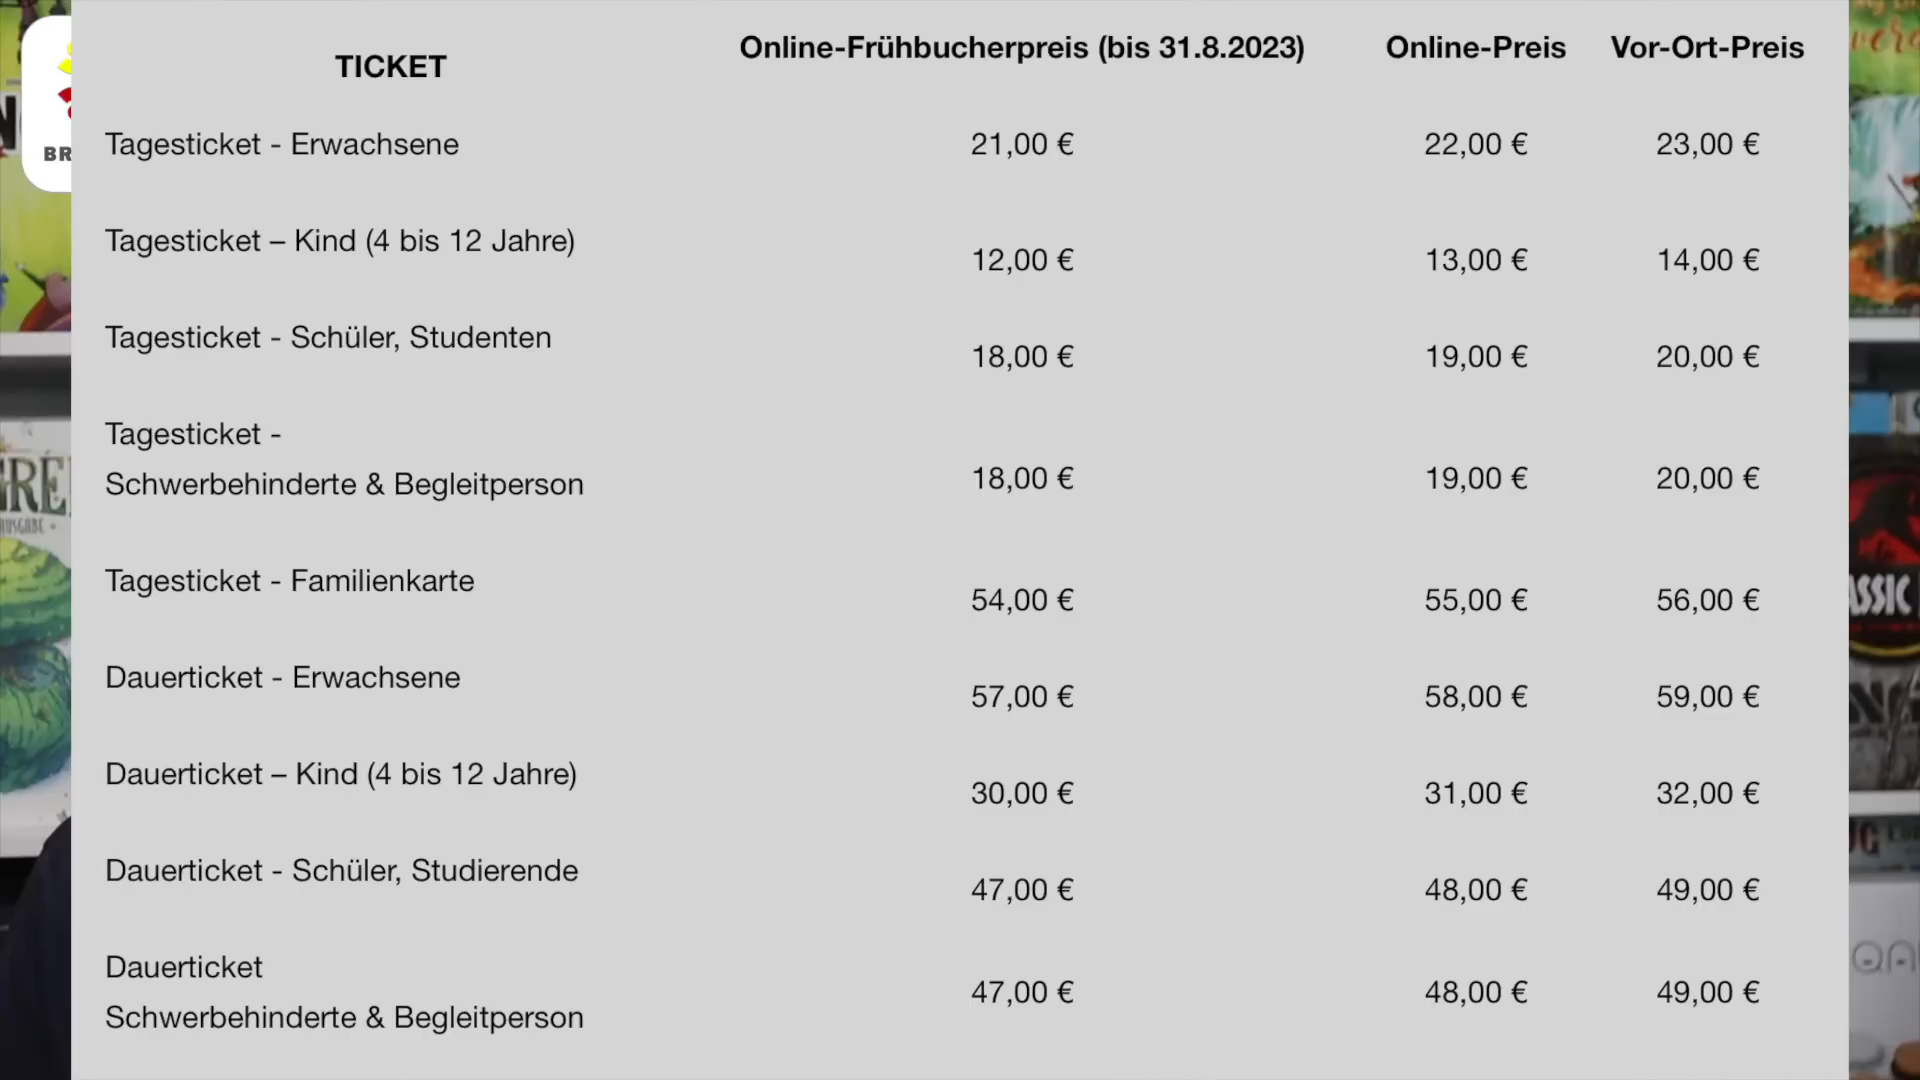 TICKET Online-Frühbucherpreis (bis 31.8.2023) Online-Preis Vor-Ort-Preis
Tagesticket - Erwachsene 21,00 € 22,00 € 23,00 €
Tagesticket – Kind (4 bis 12 Jahre) 12,00 € 13,00 € 14,00 €
Tagesticket - Schüler, Studenten 18,00 € 19,00 € 20,00 €
Tagesticket -
Schwerbehinderte & Begleitperson 18,00 € 19,00 € 20,00 €
Tagesticket - Familienkarte 54,00 € 55,00 € 56,00 €
Dauerticket - Erwachsene 57,00 € 58,00 € 59,00 €
Dauerticket – Kind (4 bis 12 Jahre) 30,00 € 31,00 € 32,00 €
Dauerticket - Schüler, Studierende 47,00 € 48,00 € 49,00 €
Dauerticket
Schwerbehinderte & Begleitperson 47,00 € 48,00 € 49,00 €